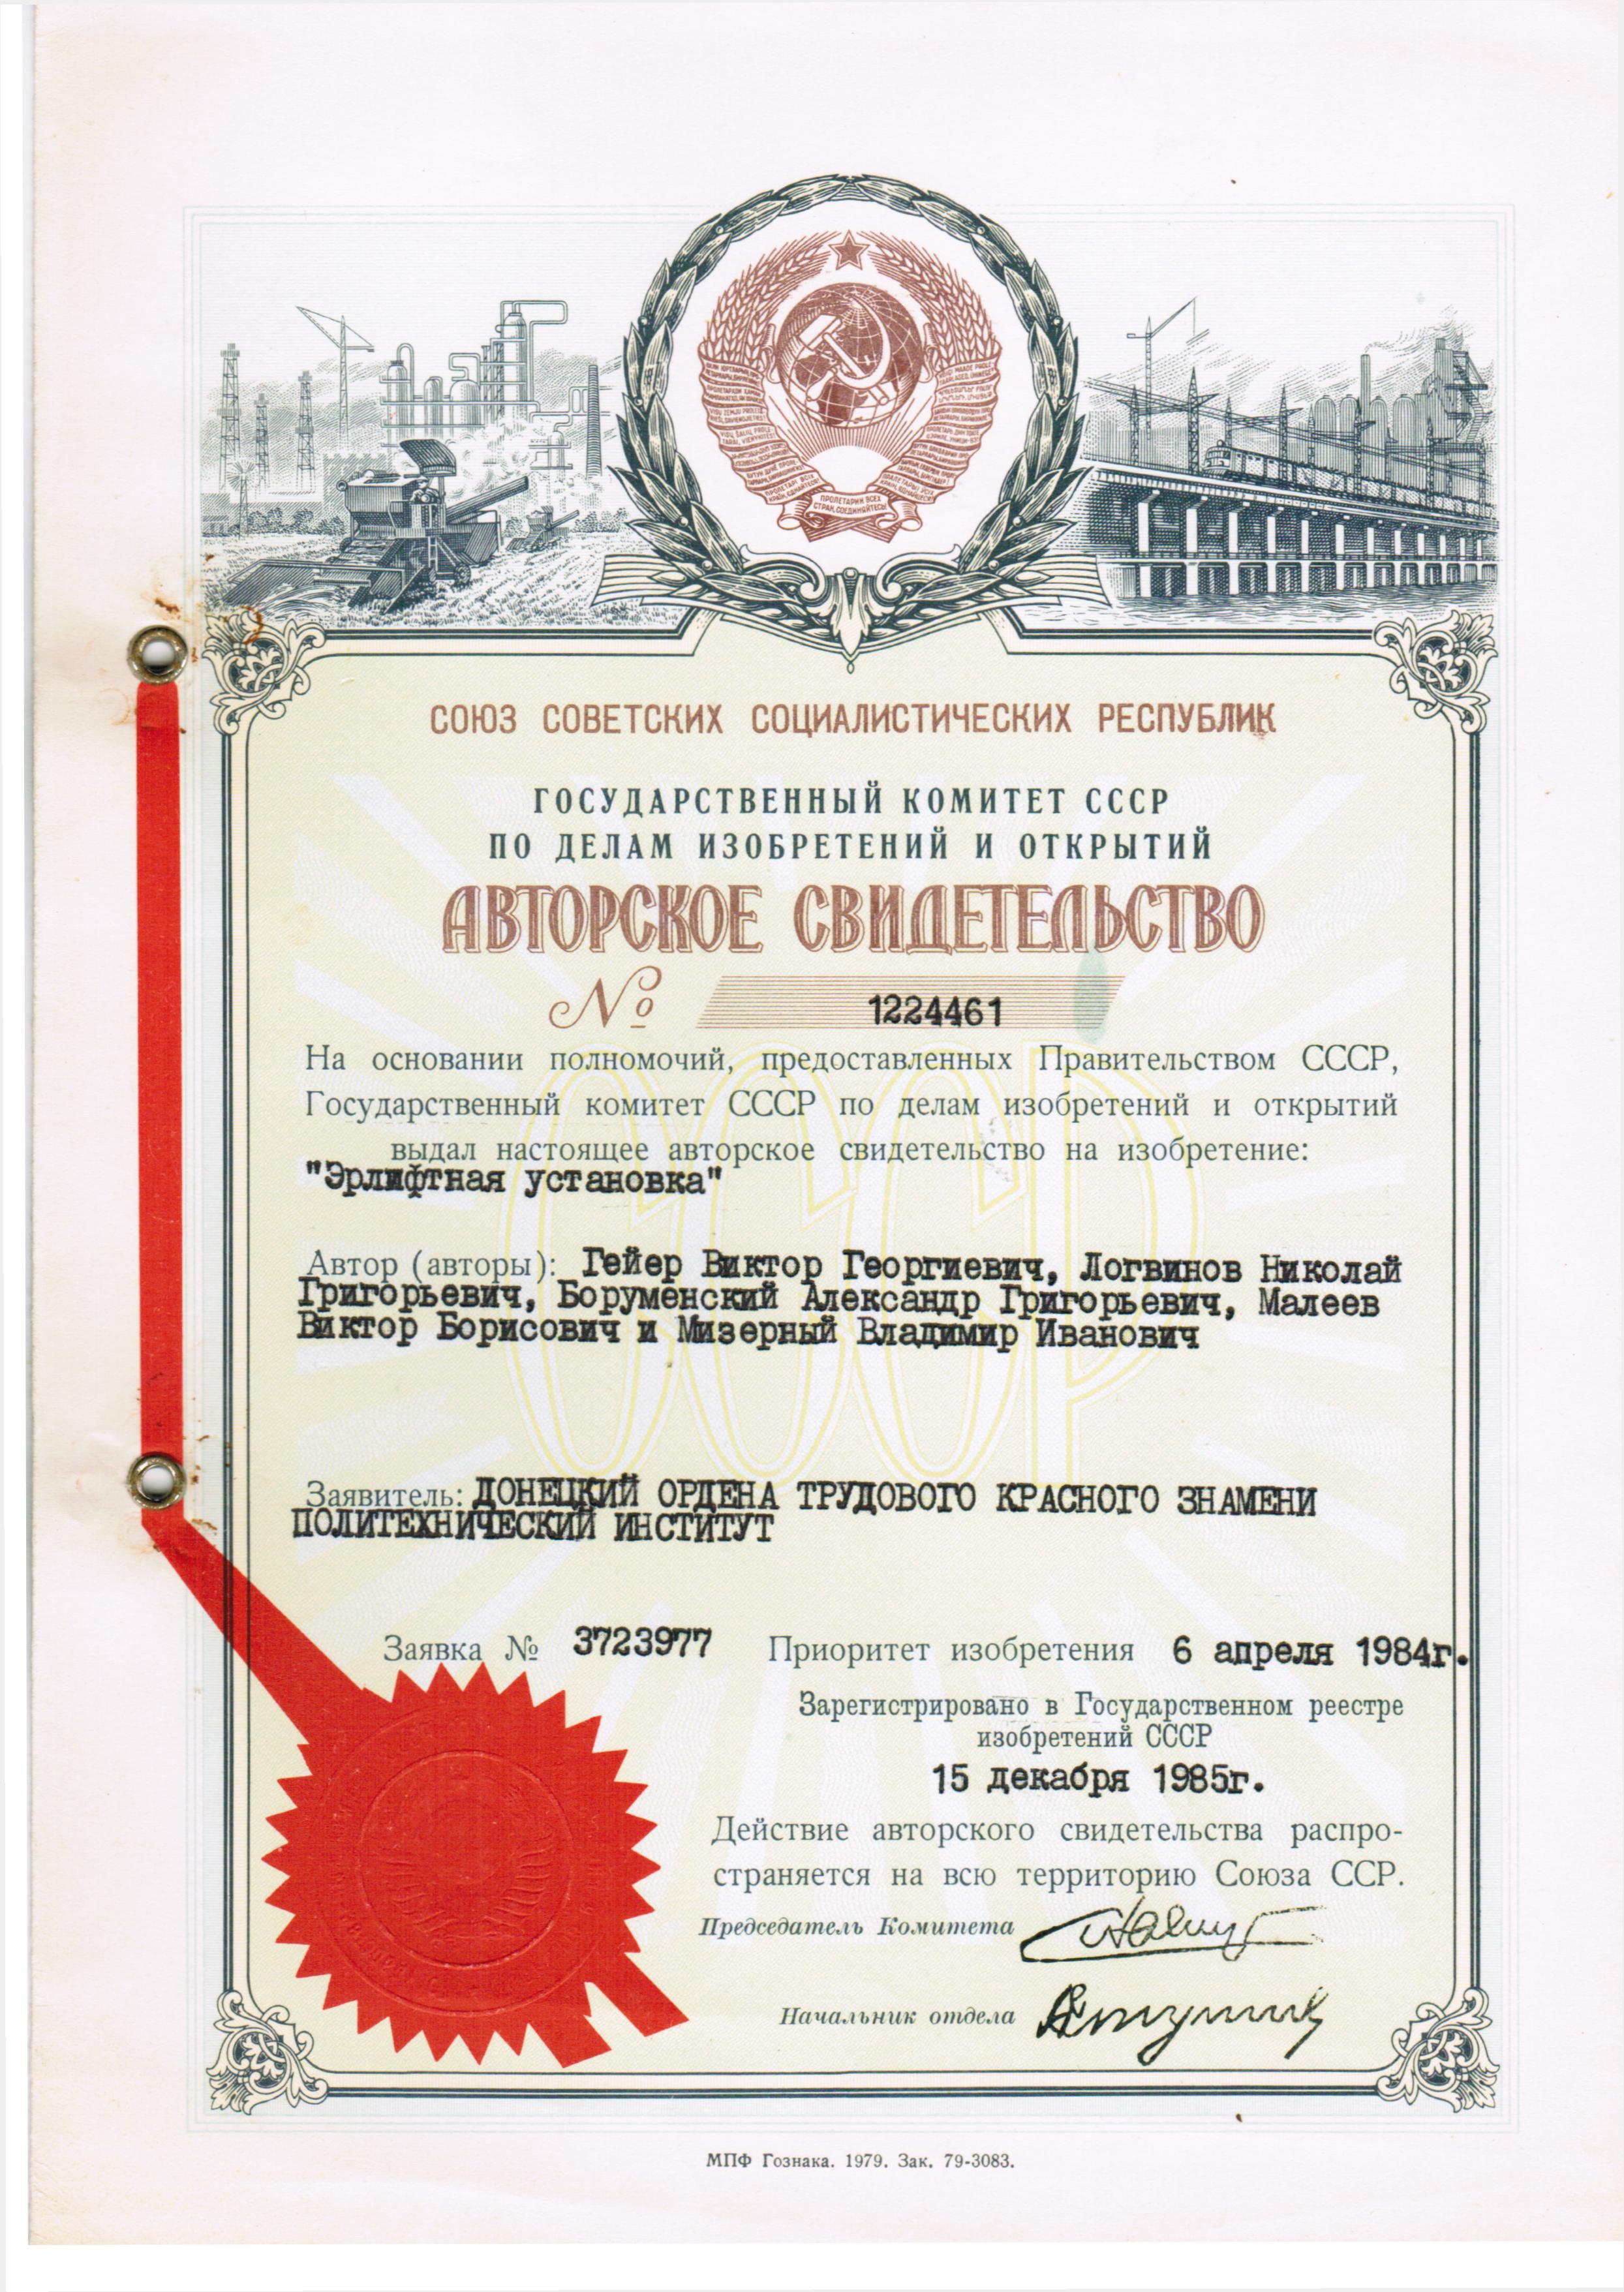 ПРОЛЕТАРИИ ВСЕХ
СТРАН, СОЕДИНЯЙТЕСЬ!
СОЮЗ СОВЕТСКИХ СОЦИАЛИСТИЧЕСКИХ РЕСПУБЛИК
ГОСУДАРСТВЕННЫЙ КОМИТЕТ СССР
ПО ДЕЛАМ ИЗОБРЕТЕНИЙ И ОТКРЫТИЙ
АВТОРСКОЕ СВИДЕТЕЛЬСТВО
№ 1224461
На основании полномочий, предоставленных Правительством СССР,
Государственный комитет СССР по делам изобретений и открытий
выдал настоящее авторское свидетельство на изобретение:
"Эрлифтная установка"
Автор (авторы): Гейер Виктор Георгиевич, Логвинов Николай
Григорьевич, Боруменский Александр Григорьевич, Малеев
Виктор Борисович и Мизерный Владимир Иванович
СССР
Заявитель: ДОНЕЦКИЙ ОРДЕНА ТРУДОВОГО КРАСНОГО ЗНАМЕНИ
ПОЛИТЕХНИЧЕСКИЙ ИНСТИТУТ
Заявка № 3723977 Приоритет изобретения 6 апреля 1984г.
Зарегистрировано в Государственном реестре
изобретений СССР
15 декабря 1985г.
Действие авторского свидетельства распро-
страняется на всю территорию Союза ССР.
Председатель Комитета
Начальник отдела
МПФ Гознака. 1979. Зак. 79-3083.